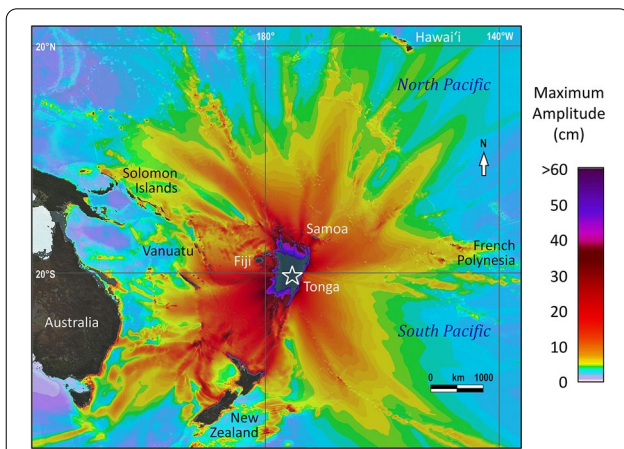 180°
Hawai‘i
140°W
20°N
North Pacific
N
Solomon
Islands
Samoa
Vanuatu
Fiji
French
Polynesia
20°S
Tonga
Australia
South Pacific
0 km 1000
New
Zealand
Maximum
Amplitude
(cm)
>60
50
40
30
20
10
0